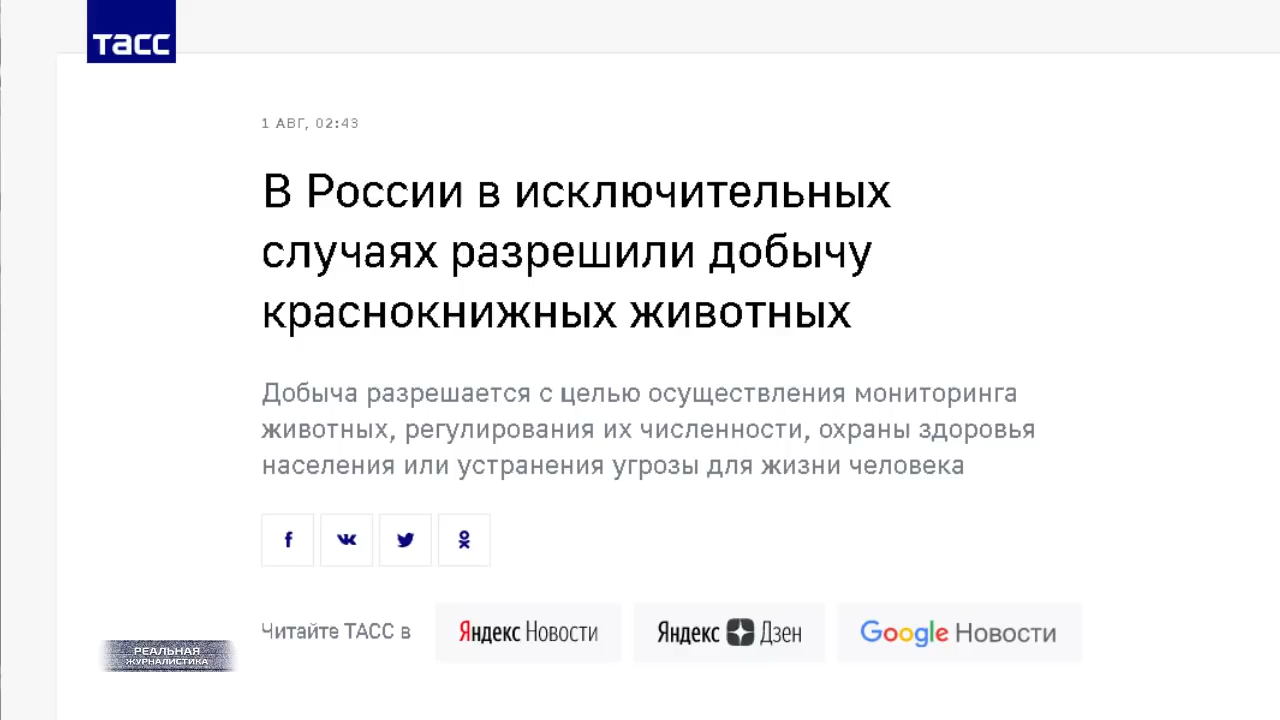 тасс
1 АВГ, 02:43
В России в исключительных
случаях разрешили добычу
краснокнижных животных
Добыча разрешается с целью осуществления мониторинга
животных, регулирования их численности, охраны здоровья
населения или устранения угрозы для жизни человека
Читайте ТАСС в
Яндекс Новости
Яндекс Дзен
Google Новости
РЕАЛЬНАЯ
ЖУРНАЛИСТИКА